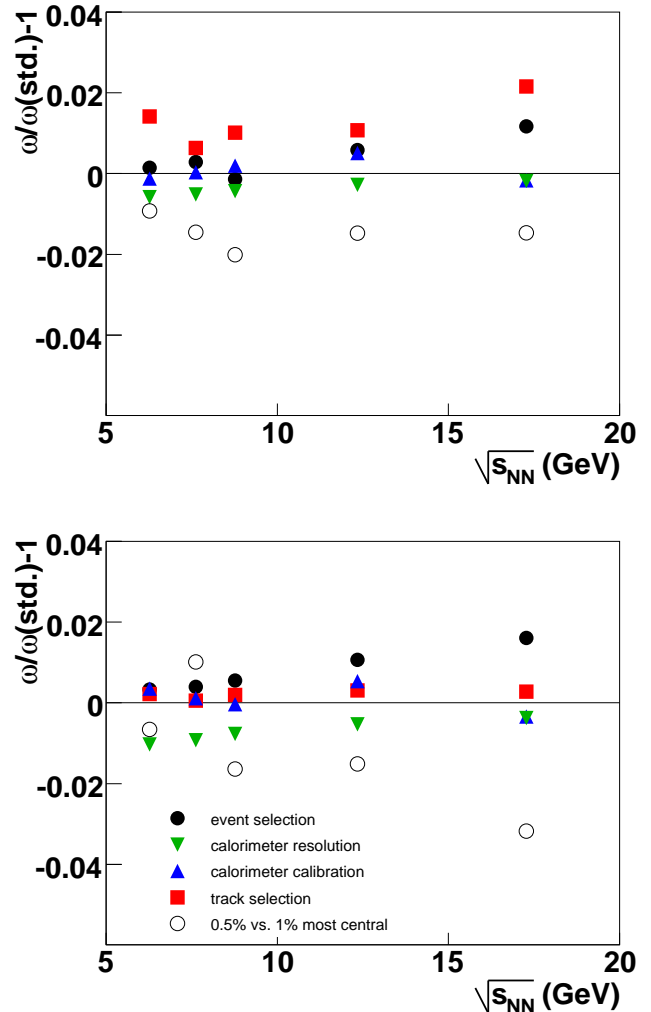 0.04
0.02
0
-0.02
-0.04
ω/ω(std.)-1
5 10 15 20
√s_NN (GeV)
0.04
0.02
0
-0.02
-0.04
ω/ω(std.)-1
event selection
calorimeter resolution
calorimeter calibration
track selection
0.5% vs. 1% most central
5 10 15 20
√s_NN (GeV)